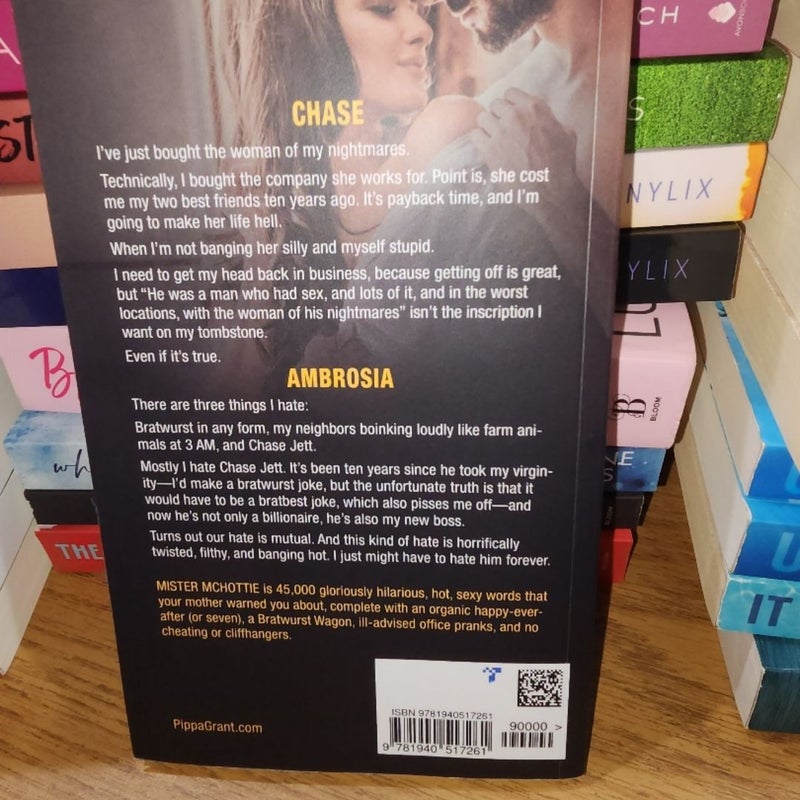 CHASE
I've just bought the woman of my nightmares.
Technically, I bought the company she works for. Point is, she cost
me my two best friends ten years ago. It's payback time, and I'm
going to make her life hell.
When I'm not banging her silly and myself stupid.
I need to get my head back in business, because getting off is great,
but “He was a man who had sex, and lots of it, and in the worst
locations, with the woman of his nightmares” isn't the inscription I
want on my tombstone.
Even if it's true.
AMBROSIA
There are three things I hate:
Bratwurst in any form, my neighbors boinking loudly like farm ani-
mals at 3 AM, and Chase Jett.
Mostly I hate Chase Jett. It's been ten years since he took my virgin-
ity—I'd make a bratwurst joke, but the unfortunate truth is that it
would have to be a bratbest joke, which also pisses me off—and
now he's not only a billionaire, he's also my new boss.
Turns out our hate is mutual. And this kind of hate is horrifically
twisted, filthy, and banging hot. I just might have to hate him forever.
MISTER MCHOTTIE is 45,000 gloriously hilarious, hot, sexy words that
your mother warned you about, complete with an organic happy-ever-
after (or seven), a Bratwurst Wagon, ill-advised office pranks, and no
cheating or cliffhangers.
PippaGrant.com
ISBN 9781940517261
90000 >
9 781940 517261
CH
S
NYLIX
YLIX
BLOOM
NE
S
B
wh
THE
IT